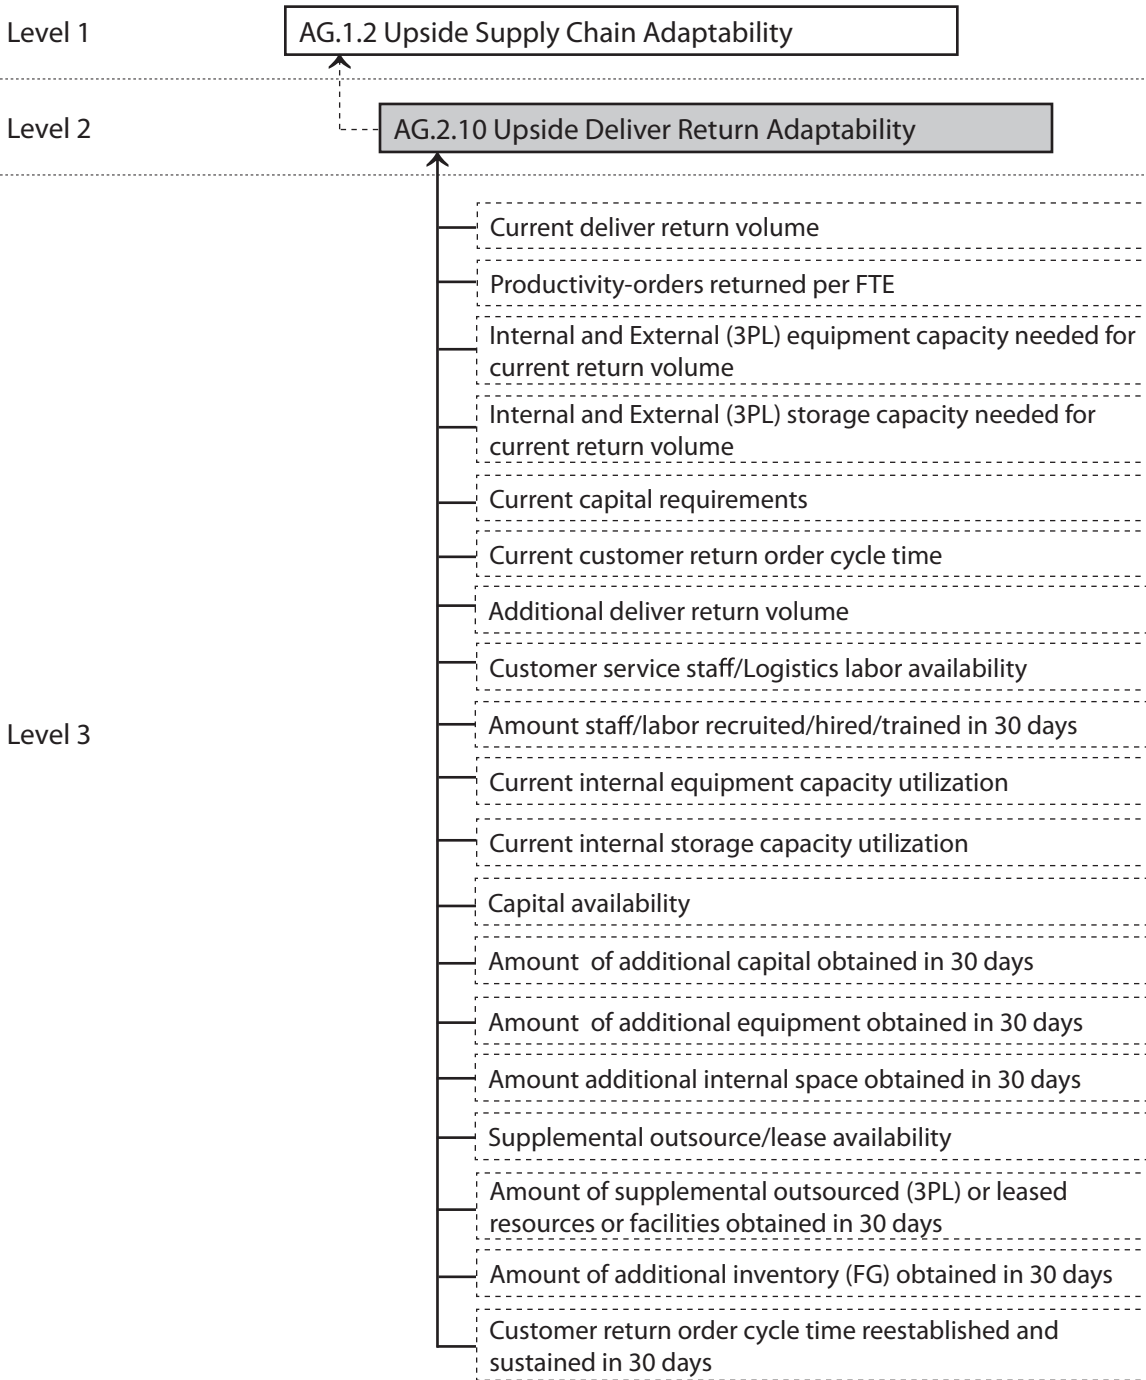 Level 1
AG.1.2 Upside Supply Chain Adaptability
Level 2
AG.2.10 Upside Deliver Return Adaptability
Level 3
Current deliver return volume
Productivity-orders returned per FTE
Internal and External (3PL) equipment capacity needed for
current return volume
Internal and External (3PL) storage capacity needed for
current return volume
Current capital requirements
Current customer return order cycle time
Additional deliver return volume
Customer service staff/Logistics labor availability
Amount staff/labor recruited/hired/trained in 30 days
Current internal equipment capacity utilization
Current internal storage capacity utilization
Capital availability
Amount  of additional capital obtained in 30 days
Amount  of additional equipment obtained in 30 days
Amount additional internal space obtained in 30 days
Supplemental outsource/lease availability
Amount of supplemental outsourced (3PL) or leased
resources or facilities obtained in 30 days
Amount of additional inventory (FG) obtained in 30 days
Customer return order cycle time reestablished and
sustained in 30 days